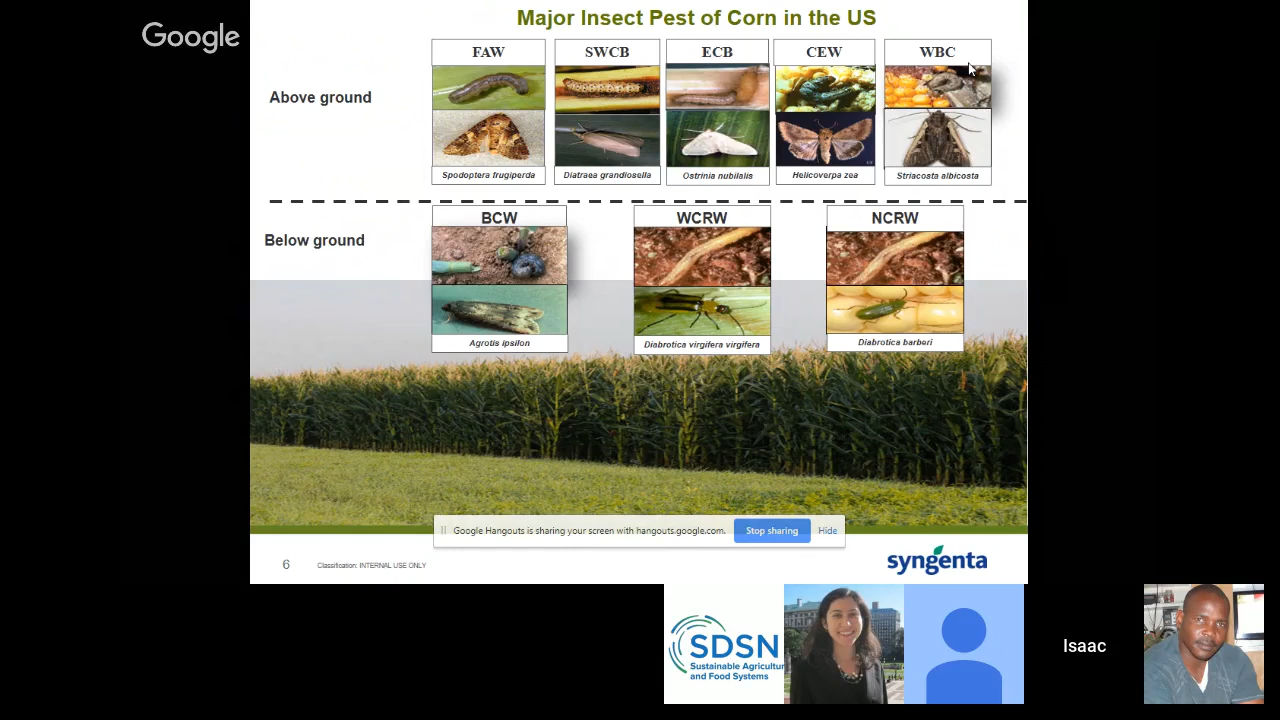 Google
Major Insect Pest of Corn in the US
FAW
SWCB
ECB
CEW
WBC
Above ground
Spodoptera frugiperda
Diatraea grandiosella
Ostrinia nubilalis
Helicoverpa zea
Striacosta albicosta
BCW
WCRW
NCRW
Below ground
Agrotis ipsilon
Diabrotica virgifera virgifera
Diabrotica barberi
Google Hangouts is sharing your screen with hangouts.google.com.
Stop sharing
Hide
6
Classification: INTERNAL USE ONLY
syngenta
SDSN
Sustainable Agricultur
and Food Systems
Isaac